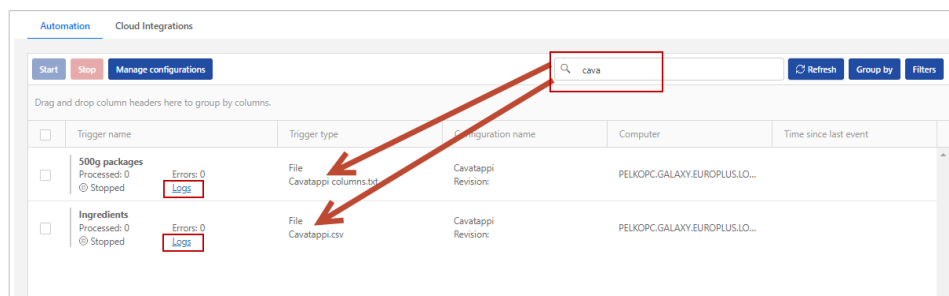 Automation Cloud Integrations
Start Stop Manage configurations cava Refresh Group by Filters
Drag and drop column headers here to group by columns.
Trigger name Trigger type Configuration name Computer Time since last event
500g packages
Processed: 0 Errors: 0
Stopped Logs
File
Cavatappi columns.txt
Cavatappi
Revision:
PELKOPC.GALAXY.EUROPLUS.LO...
Ingredients
Processed: 0 Errors: 0
Stopped Logs
File
Cavatappi.csv
Cavatappi
Revision:
PELKOPC.GALAXY.EUROPLUS.LO...